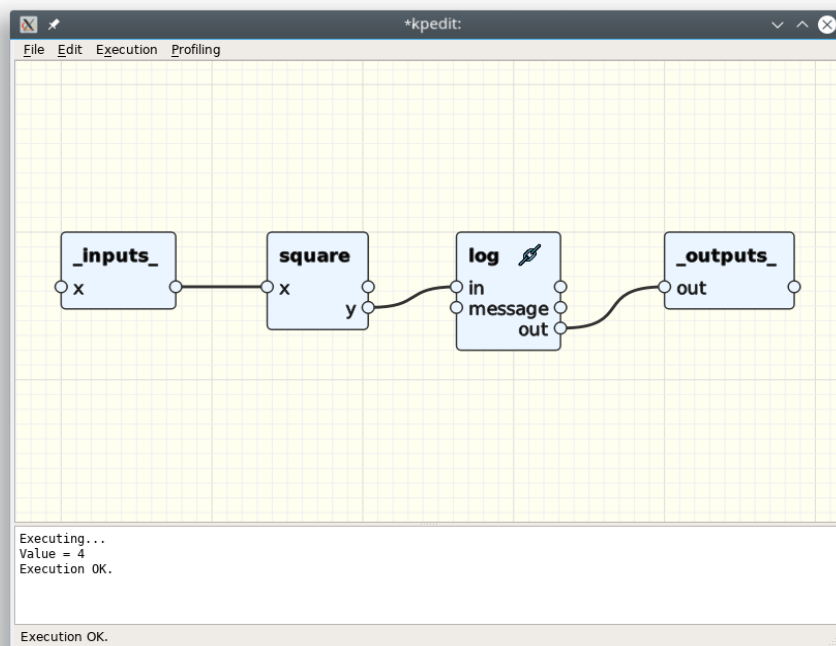 *kpedit:
File Edit Execution Profiling
_inputs_
x
square
x
y
log
in
message
out
_outputs_
out
Executing...
Value = 4
Execution OK.
Execution OK.